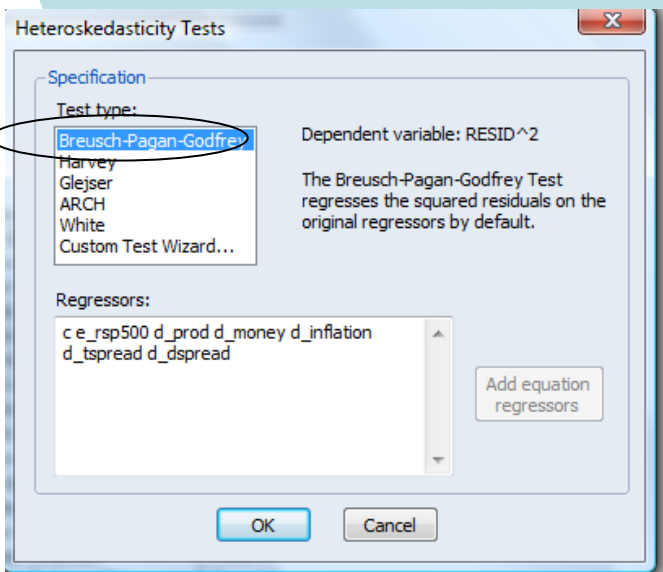 Heteroskedasticity Tests
X
Specification
Test type:
Breusch-Pagan-Godfrey
Harvey
Glejser
ARCH
White
Custom Test Wizard...
Dependent variable: RESID^2
The Breusch-Pagan-Godfrey Test
regresses the squared residuals on the
original regressors by default.
Regressors:
c e_rsp500 d_prod d_money d_inflation
d_tspread d_dspread
Add equation
regressors
OK
Cancel